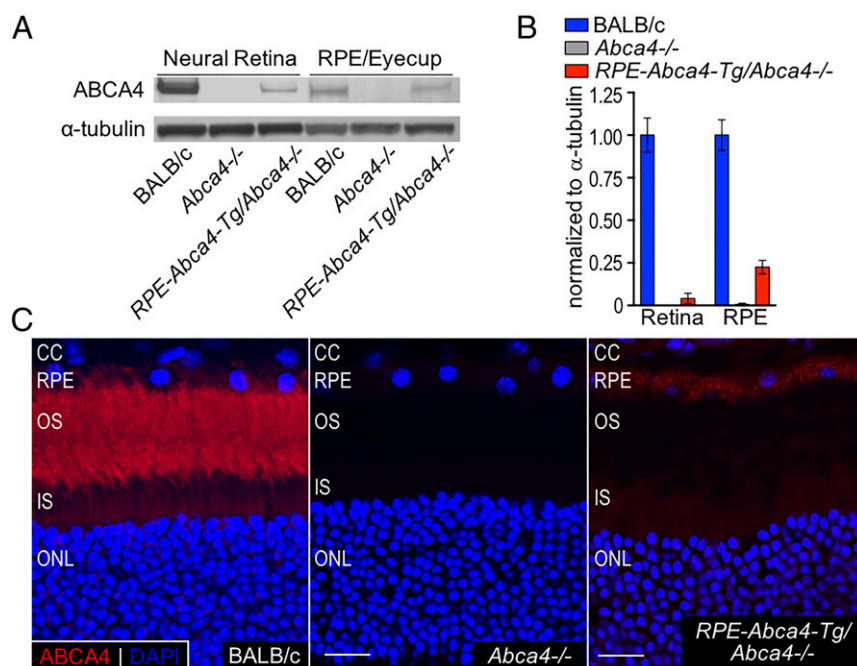 A
Neural Retina RPE/Eyecup
ABCA4
α-tubulin
BALB/c
Abca4-/-
RPE-Abca4-Tg/Abca4-/-
BALB/c
Abca4-/-
RPE-Abca4-Tg/Abca4-/-
B
BALB/c
Abca4-/-
RPE-Abca4-Tg/Abca4-/-
normalized to α-tubulin
1.25
1.00
0.75
0.50
0.25
0
Retina RPE
C
CC
RPE
OS
IS
ONL
ABCA4 | DAPI BALB/c
CC
RPE
OS
IS
ONL
Abca4-/-
CC
RPE
OS
IS
ONL
RPE-Abca4-Tg/
Abca4-/-